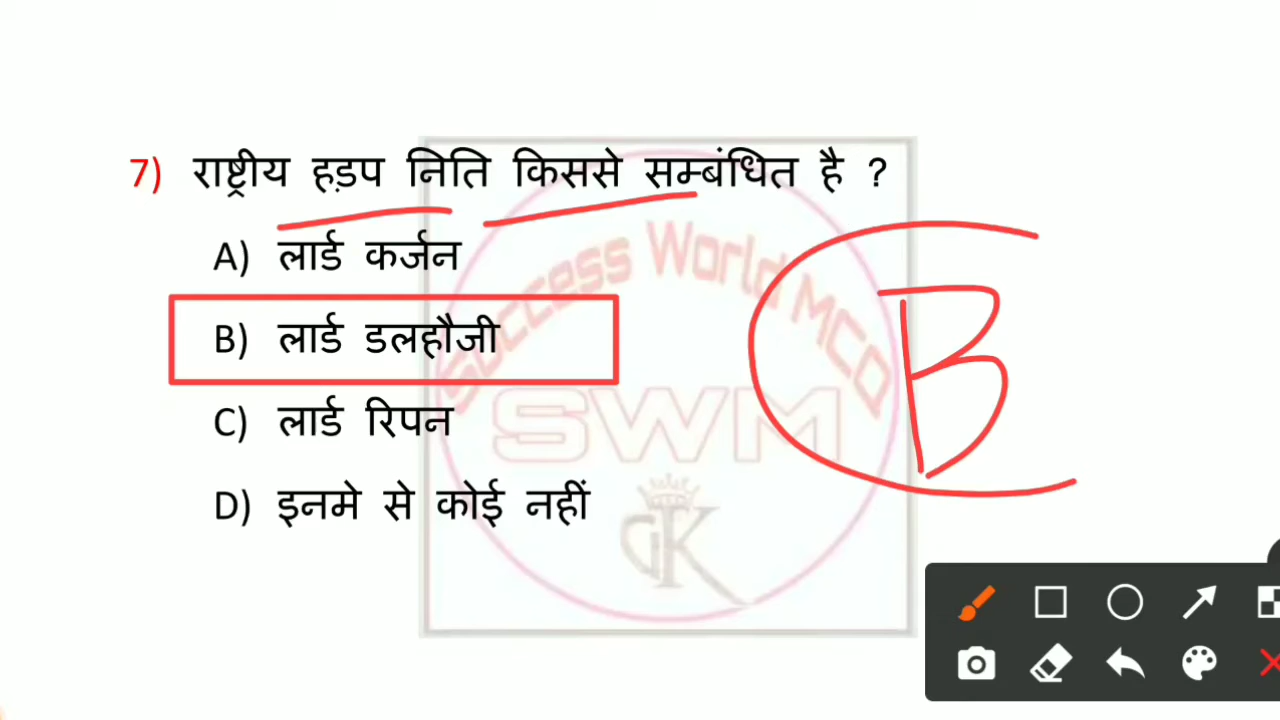 7) राष्ट्रीय हड़प निति किससे सम्बंधित है ?
A) लार्ड कर्जन
B) लार्ड डलहौजी
C) लार्ड रिपन
D) इनमे से कोई नहीं
B
Success World MCQ
SWM
GK